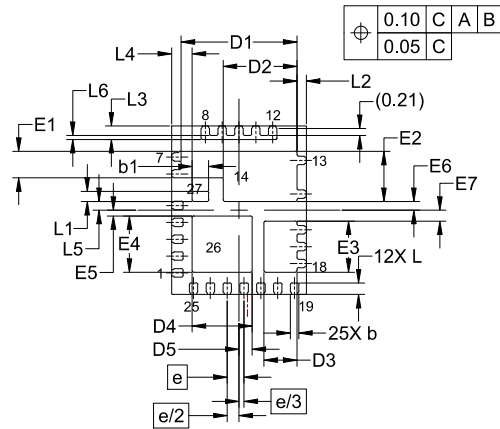 0.10 C A B
0.05 C
D1
L4
D2
L2
L6
L3
8
12
(0.21)
E1
7
b1
13
E2
14
27
E6
E7
L1
L5
E4
26
E3
E5
1
18
12X L
25
19
D4
25X b
D5
D3
e
e/3
e/2